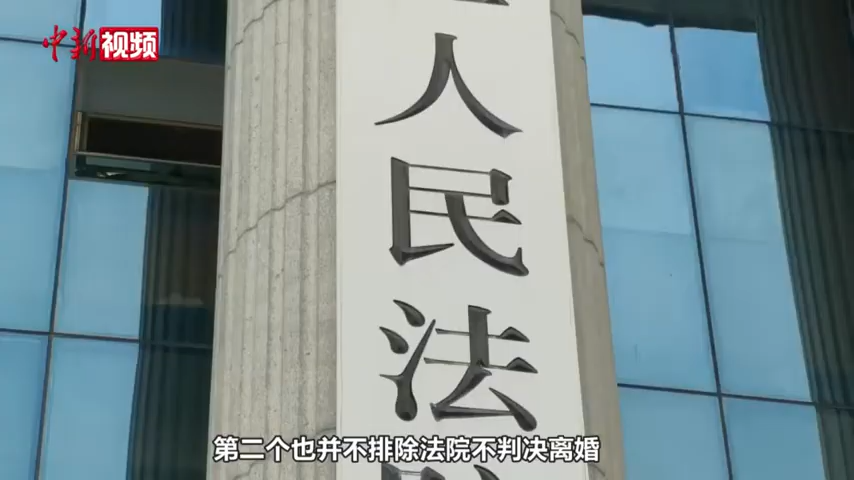 中新视频
人民法院
第二个也并不排除法院不判决离婚